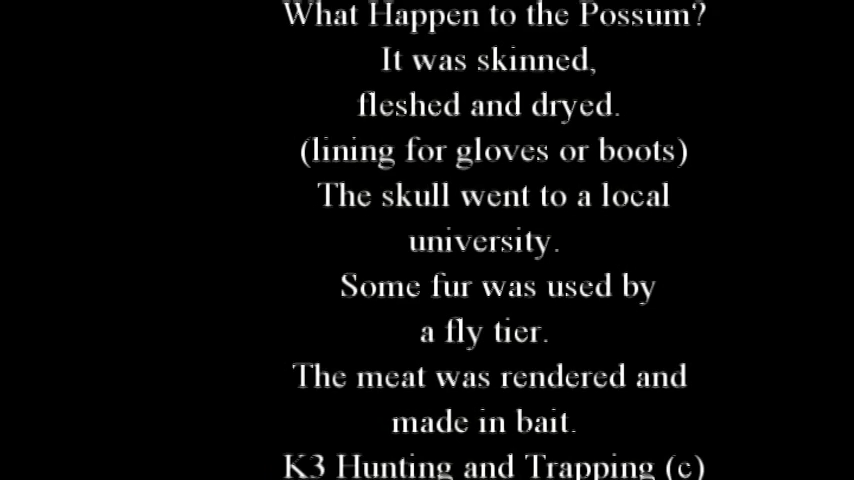 What Happen to the Possum?
It was skinned,
fleshed and dryed.
(lining for gloves or boots)
The skull went to a local
university.
Some fur was used by
a fly tier.
The meat was rendered and
made in bait.
K3 Hunting and Trapping (c)